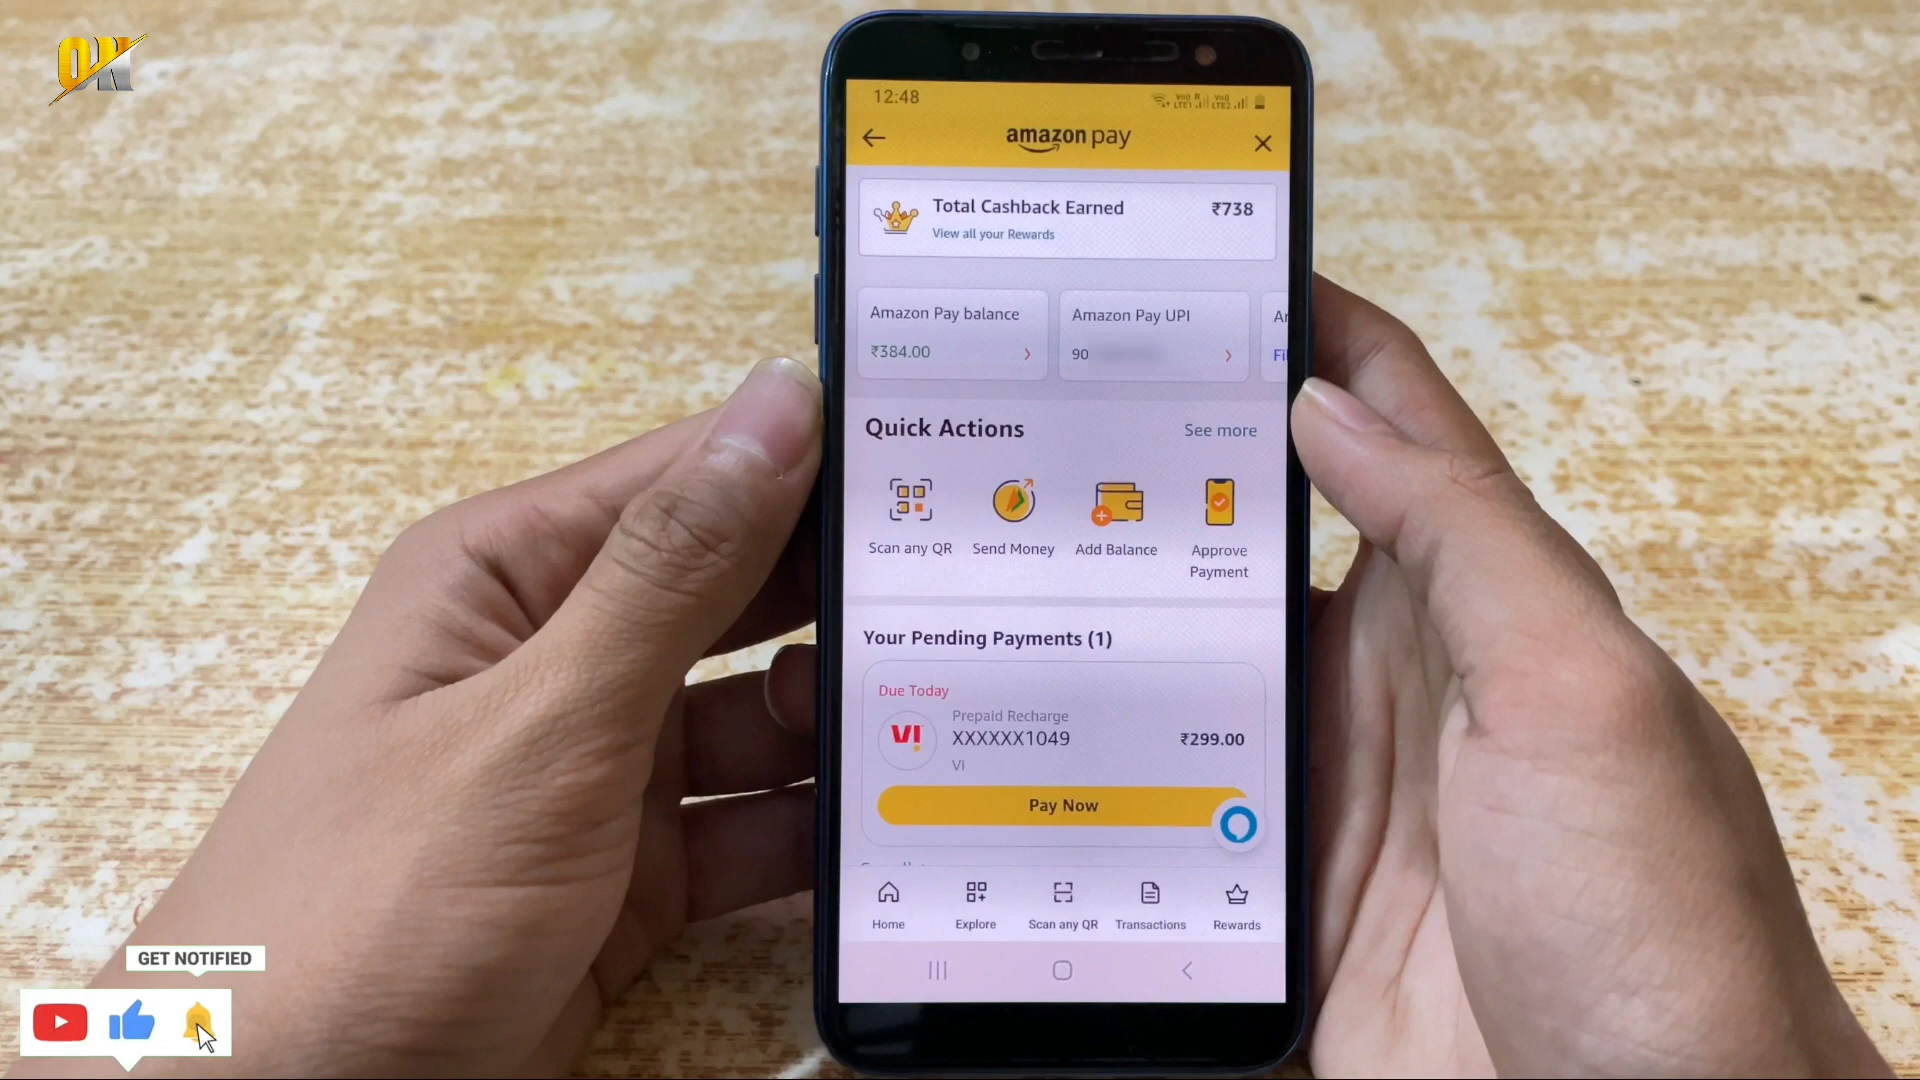 ON
12:48
amazon pay
Total Cashback Earned
₹738
View all your Rewards
Amazon Pay balance
₹384.00
Amazon Pay UPI
90
Quick Actions
See more
Scan any QR
Send Money
Add Balance
Approve
Payment
Your Pending Payments (1)
Due Today
Prepaid Recharge
XXXXXX1049
₹299.00
VI
Vi
Pay Now
Home
Explore
Scan any QR
Transactions
Rewards
GET NOTIFIED